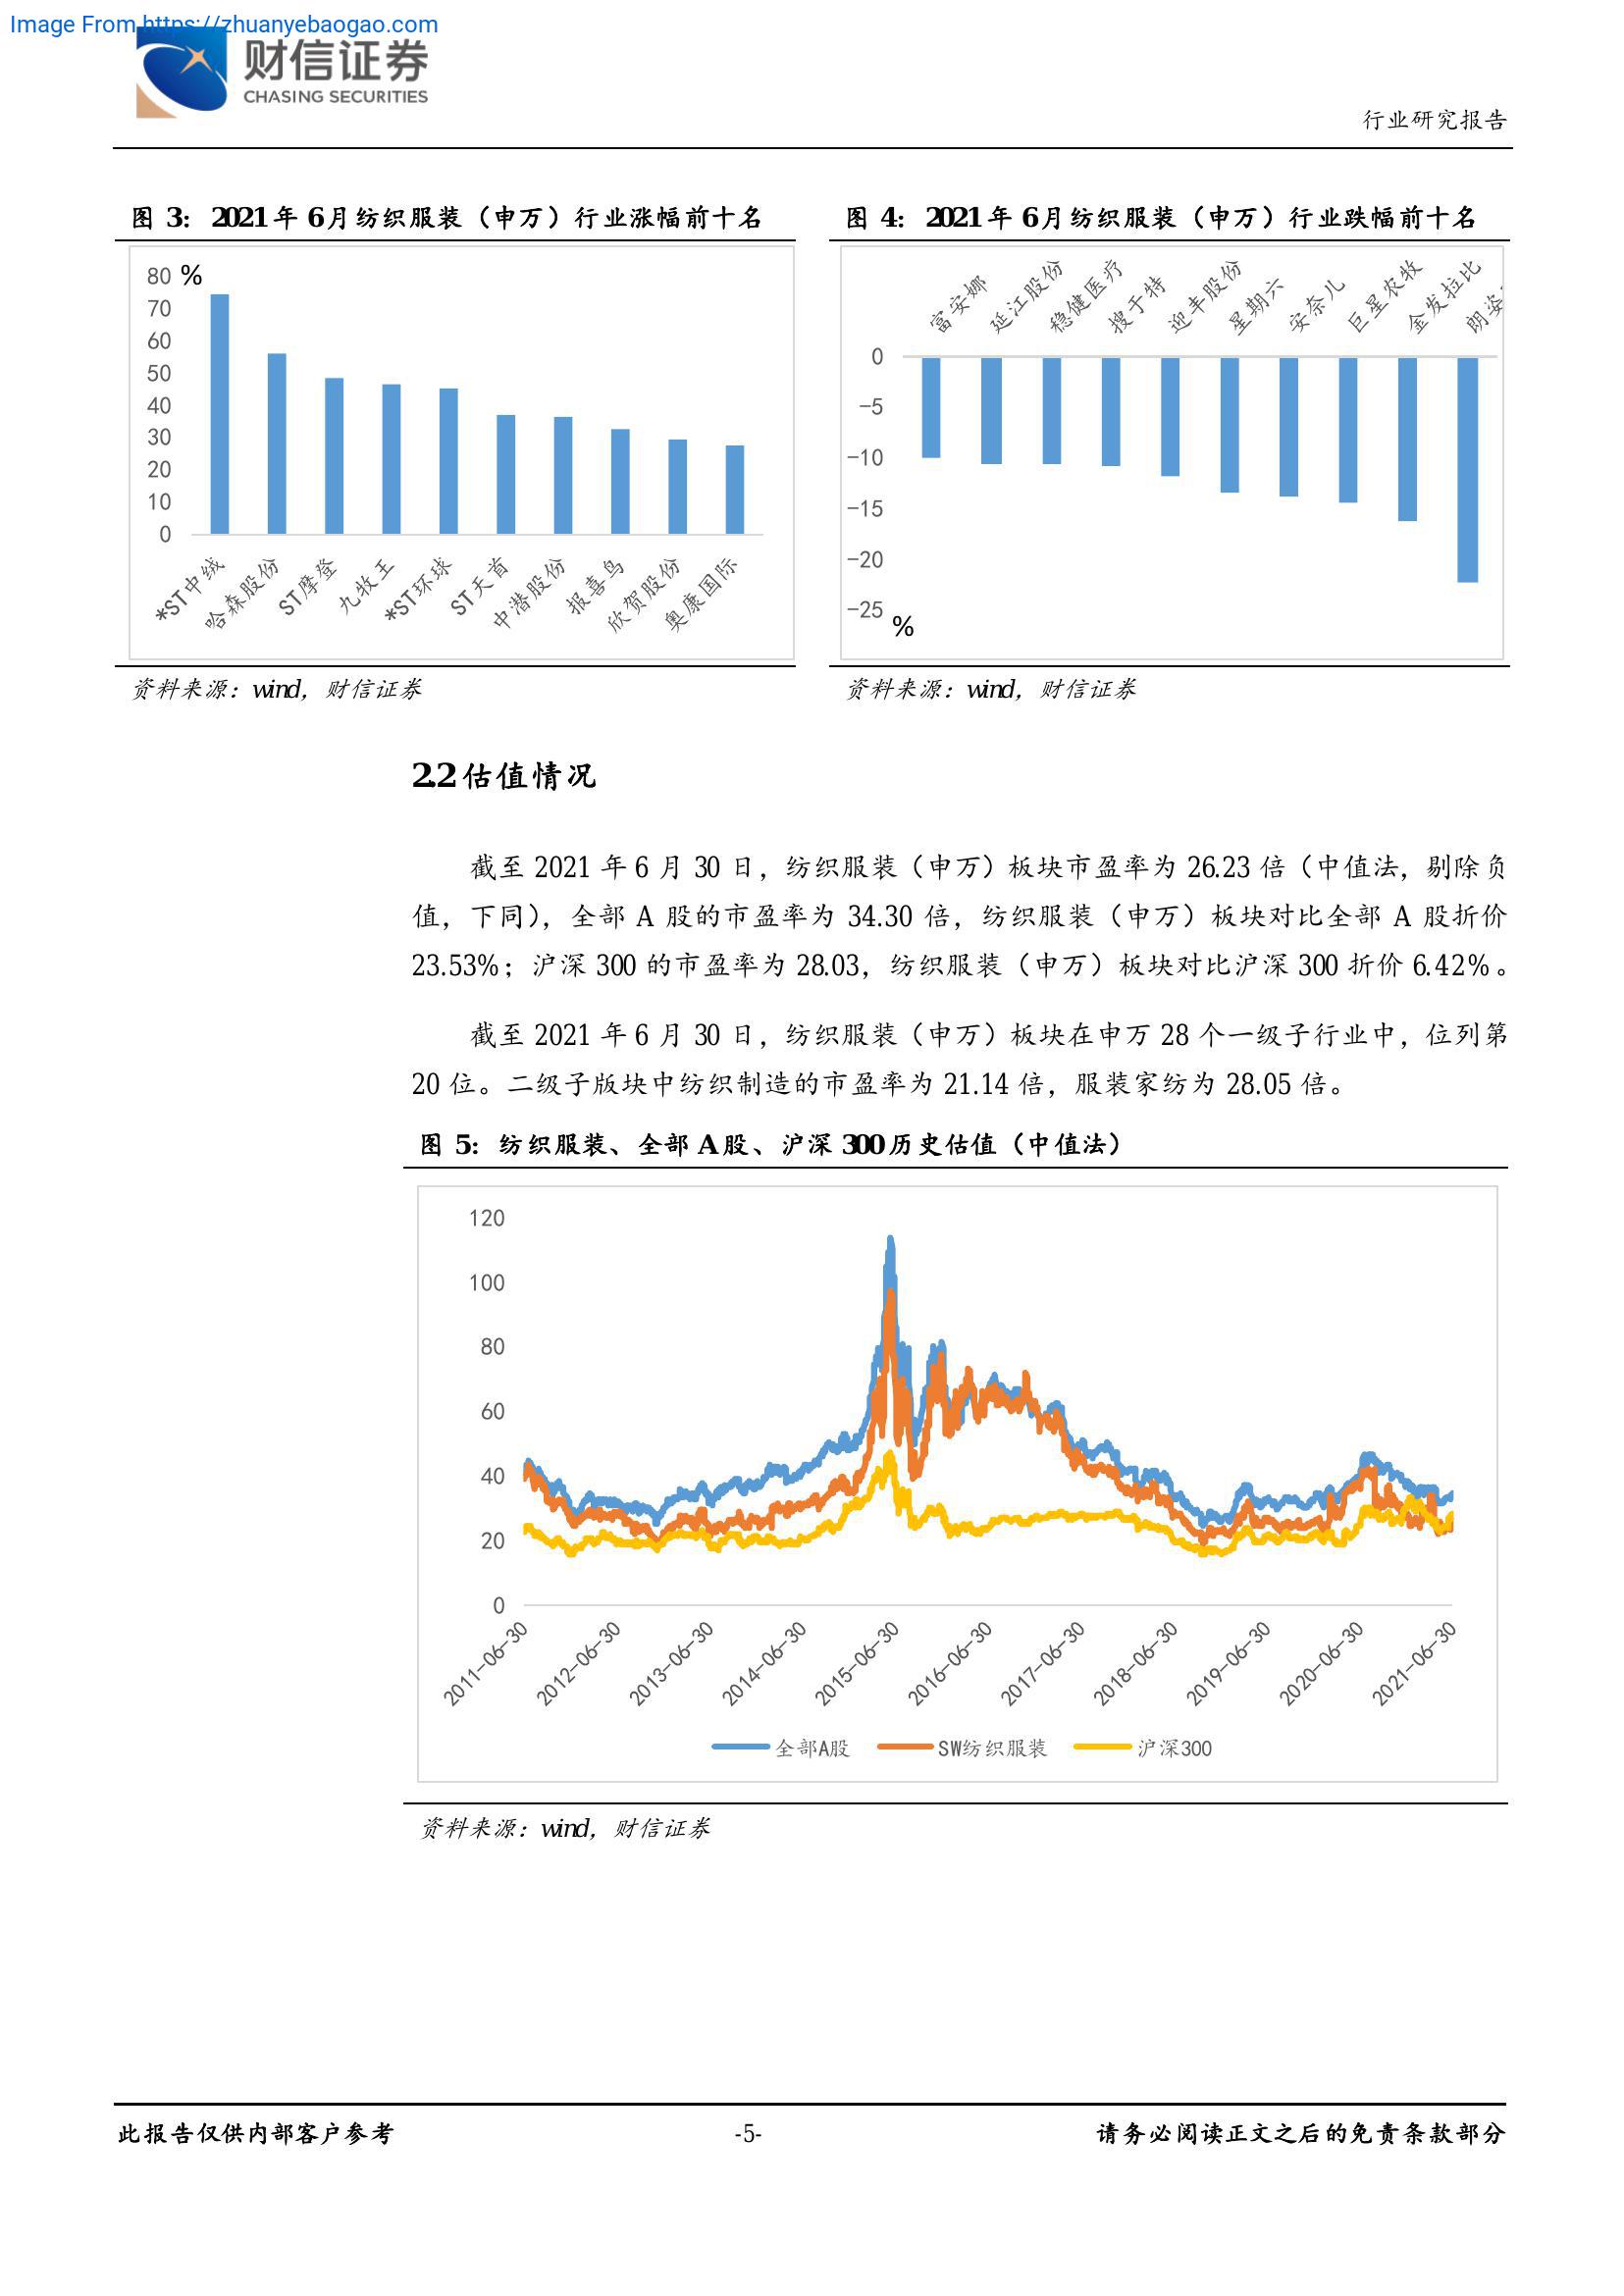 Image From https://zhuanyebaogao.com
财信证券
CHASING SECURITIES
行业研究报告
图 3：2021 年 6 月纺织服装（申万）行业涨幅前十名
80 %
70
60
50
40
30
20
10
0
*ST中绒
哈森股份
ST摩登
九牧王
*ST环球
ST天首
中潜股份
报喜鸟
欣贺股份
奥康国际
资料来源：wind，财信证券
图 4：2021 年 6 月纺织服装（申万）行业跌幅前十名
富安娜
延江股份
稳健医疗
搜于特
迎丰股份
星期六
安奈儿
巨星农牧
金发拉比
朗姿
0
-5
-10
-15
-20
-25
%
资料来源：wind，财信证券
2.2 估值情况
截至 2021 年 6 月 30 日，纺织服装（申万）板块市盈率为 26.23 倍（中值法，剔除负
值，下同），全部 A 股的市盈率为 34.30 倍，纺织服装（申万）板块对比全部 A 股折价
23.53%；沪深 300 的市盈率为 28.03，纺织服装（申万）板块对比沪深 300 折价 6.42%。
截至 2021 年 6 月 30 日，纺织服装（申万）板块在申万 28 个一级子行业中，位列第
20 位。二级子版块中纺织制造的市盈率为 21.14 倍，服装家纺为 28.05 倍。
图 5：纺织服装、全部 A 股、沪深 300 历史估值（中值法）
120
100
80
60
40
20
0
2011-06-30
2012-06-30
2013-06-30
2014-06-30
2015-06-30
2016-06-30
2017-06-30
2018-06-30
2019-06-30
2020-06-30
2021-06-30
全部A股
SW纺织服装
沪深300
资料来源：wind，财信证券
此报告仅供内部客户参考
-5-
请务必阅读正文之后的免责条款部分